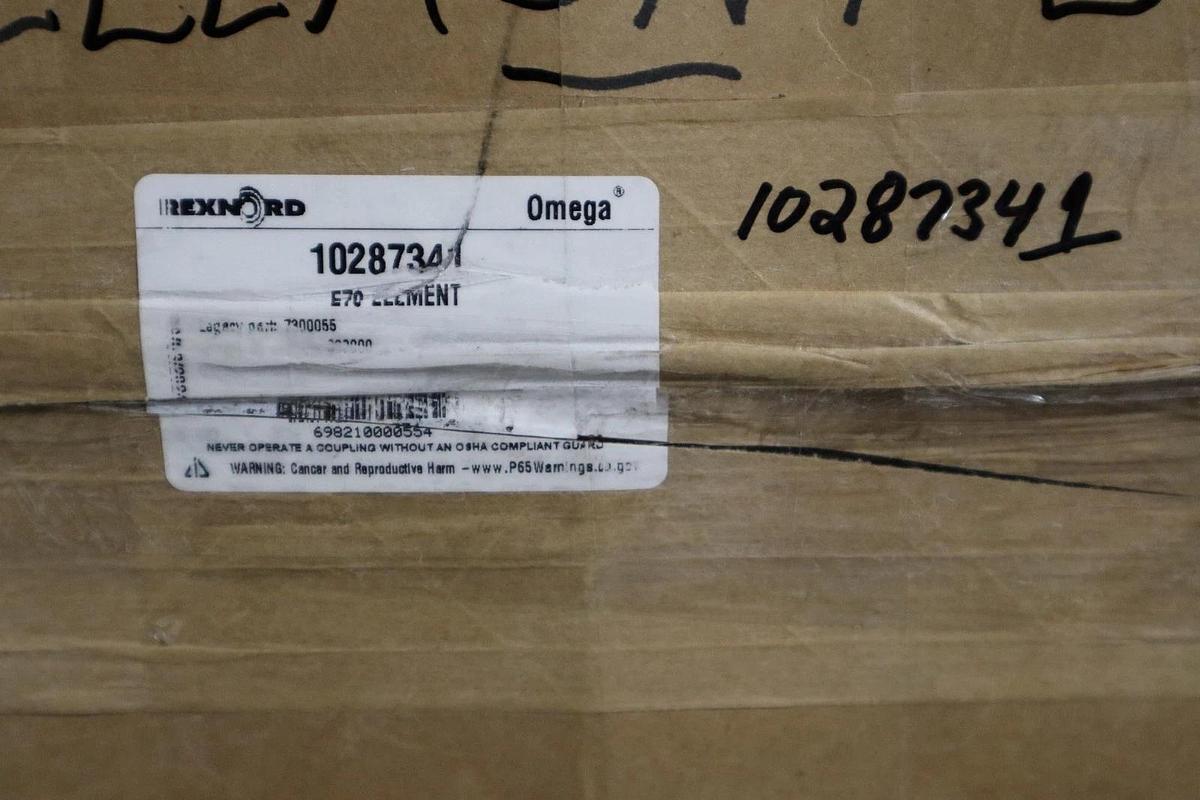 REXNORD Omega®
10287341
10287341
E70 ELEMENT
Legacy part: 7300055
698210000554
NEVER OPERATE A COUPLING WITHOUT AN OSHA COMPLIANT GUARD
WARNING: Cancer and Reproductive Harm -www.P65Warnings.ca.gov